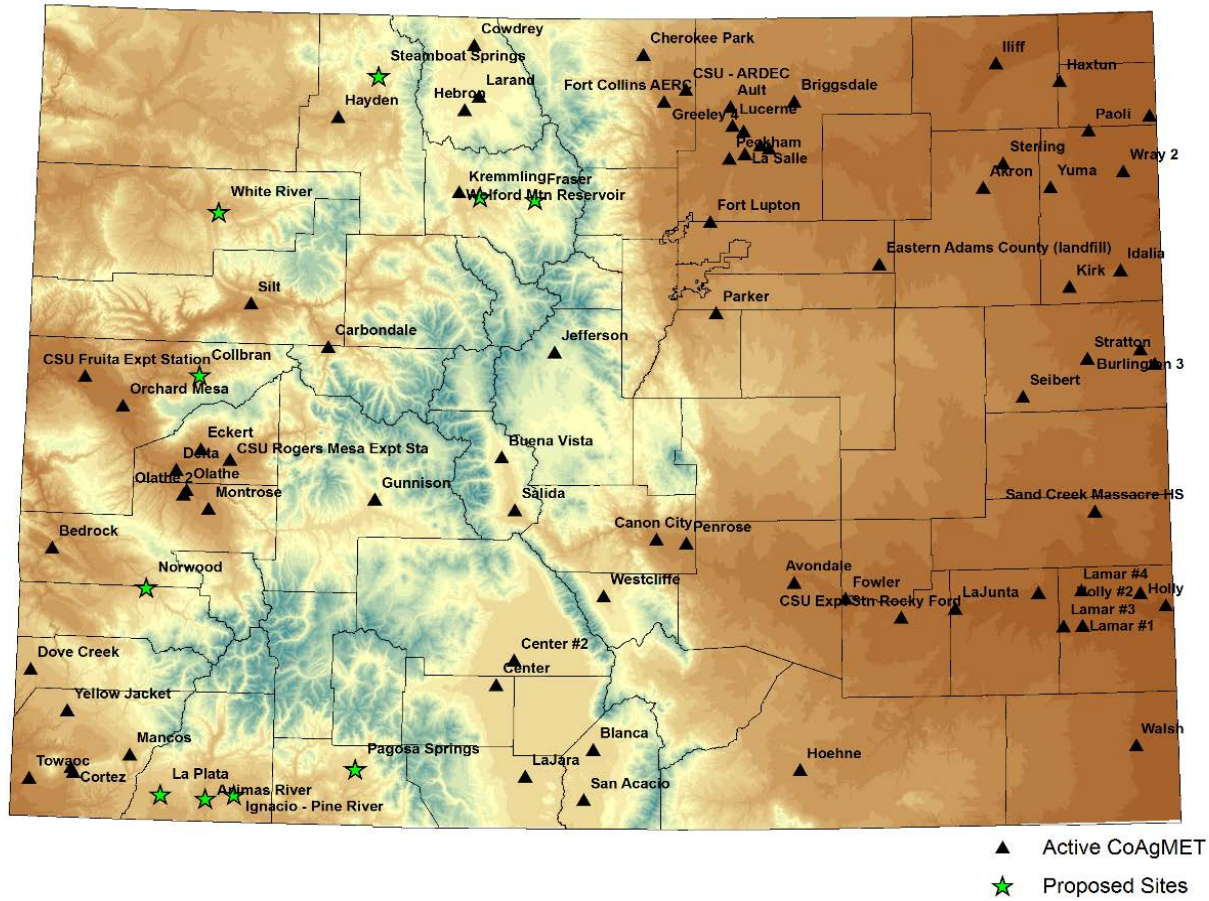 Cowdrey
Cherokee Park
Iliff
Steamboat Springs
Haxtun
Larand
Fort Collins AERC
CSU - ARDEC
Hebron
Hayden
Ault
Briggsdale
Greeley 4
Lucerne
Paoli
Peckham
La Salle
Sterling
Wray 2
Akron
Yuma
Kremmling
Fraser
White River
Wolford Mtn Reservoir
Fort Lupton
Eastern Adams County (landfill)
Idalia
Kirk
Silt
Parker
Carbondale
Jefferson
Stratton
CSU Fruita Expt Station
Collbran
Burlington 3
Orchard Mesa
Seibert
Eckert
Buena Vista
Delta
CSU Rogers Mesa Expt Sta
Olathe 2
Olathe
Montrose
Gunnison
Salida
Sand Creek Massacre HS
Canon City
Penrose
Bedrock
Norwood
Avondale
Westcliffe
Fowler
Lamar #4
CSU Expt Stn Rocky Ford
LaJunta
Holly #2
Holly
Lamar #3
Lamar #1
Center #2
Dove Creek
Center
Yellow Jacket
Mancos
Pagosa Springs
Blanca
Hoehne
Walsh
Towaoc
Cortez
La Plata
LaJara
Animas River
San Acacio
Ignacio - Pine River
Active CoAgMET
Proposed Sites